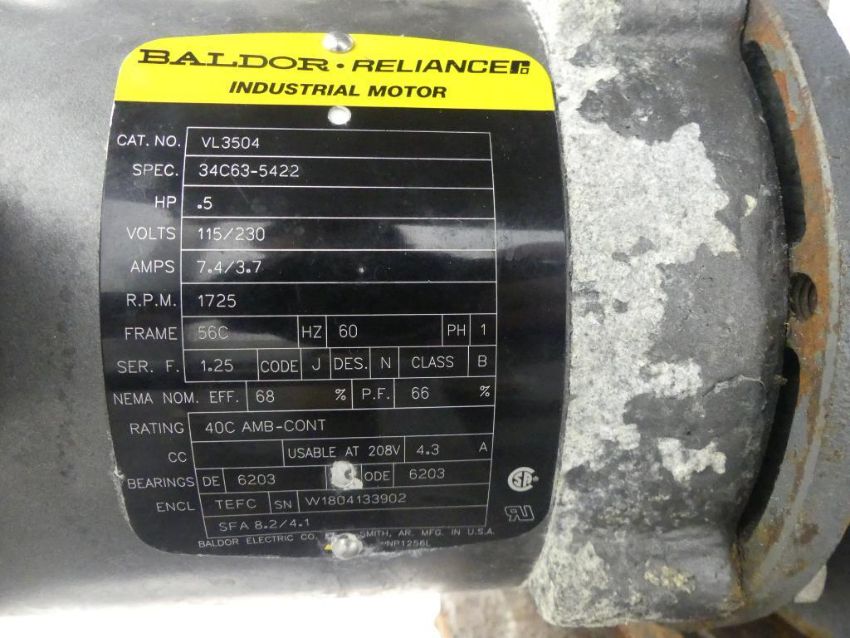 BALDOR · RELIANCE
INDUSTRIAL MOTOR
CAT. NO. VL3504
SPEC. 34C63-5422
HP .5
VOLTS 115/230
AMPS 7.4/3.7
R.P.M. 1725
FRAME 56C HZ 60 PH 1
SER. F. 1.25 CODE J DES. N CLASS B
NEMA NOM. EFF. 68 % P.F. 66 %
RATING 40C AMB-CONT
CC USABLE AT 208V 4.3 A
BEARINGS DE 6203 ODE 6203
ENCL TEFC SN W1804133902
SFA 8.2/4.1
BALDOR ELECTRIC CO. SMITH, AR. MFG. IN U.S.A.
NP1256L